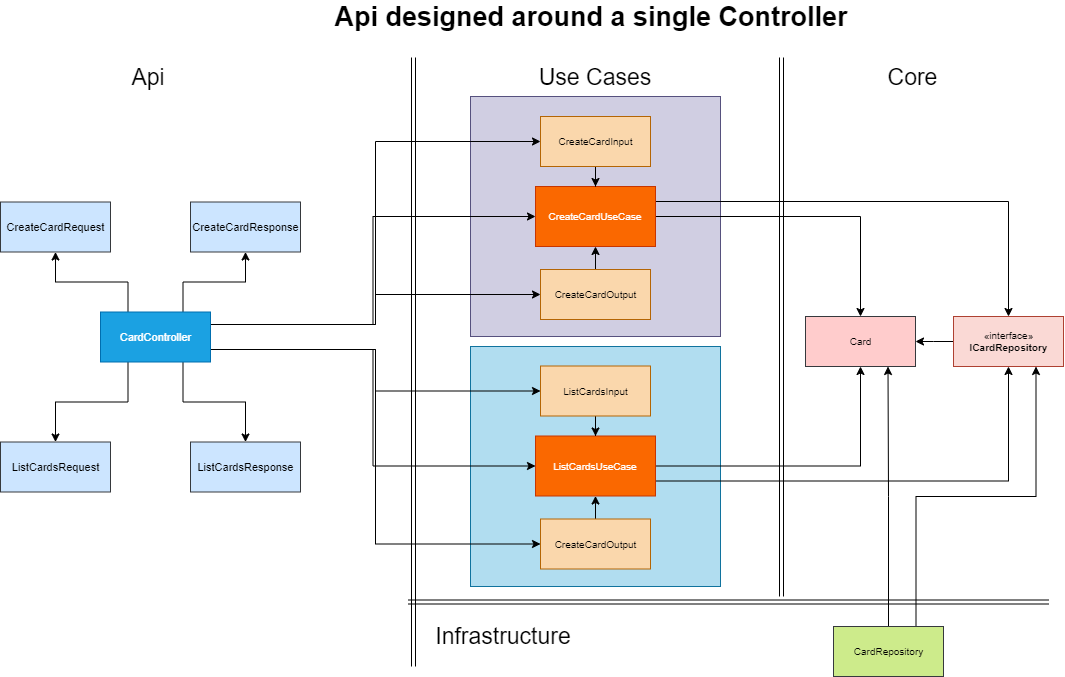 Api designed around a single Controller
Api
Use Cases
Core
CreateCardInput
CreateCardRequest
CreateCardResponse
CreateCardUseCase
CreateCardOutput
CardController
Card
«interface»
ICardRepository
ListCardsInput
ListCardsRequest
ListCardsResponse
ListCardsUseCase
CreateCardOutput
Infrastructure
CardRepository